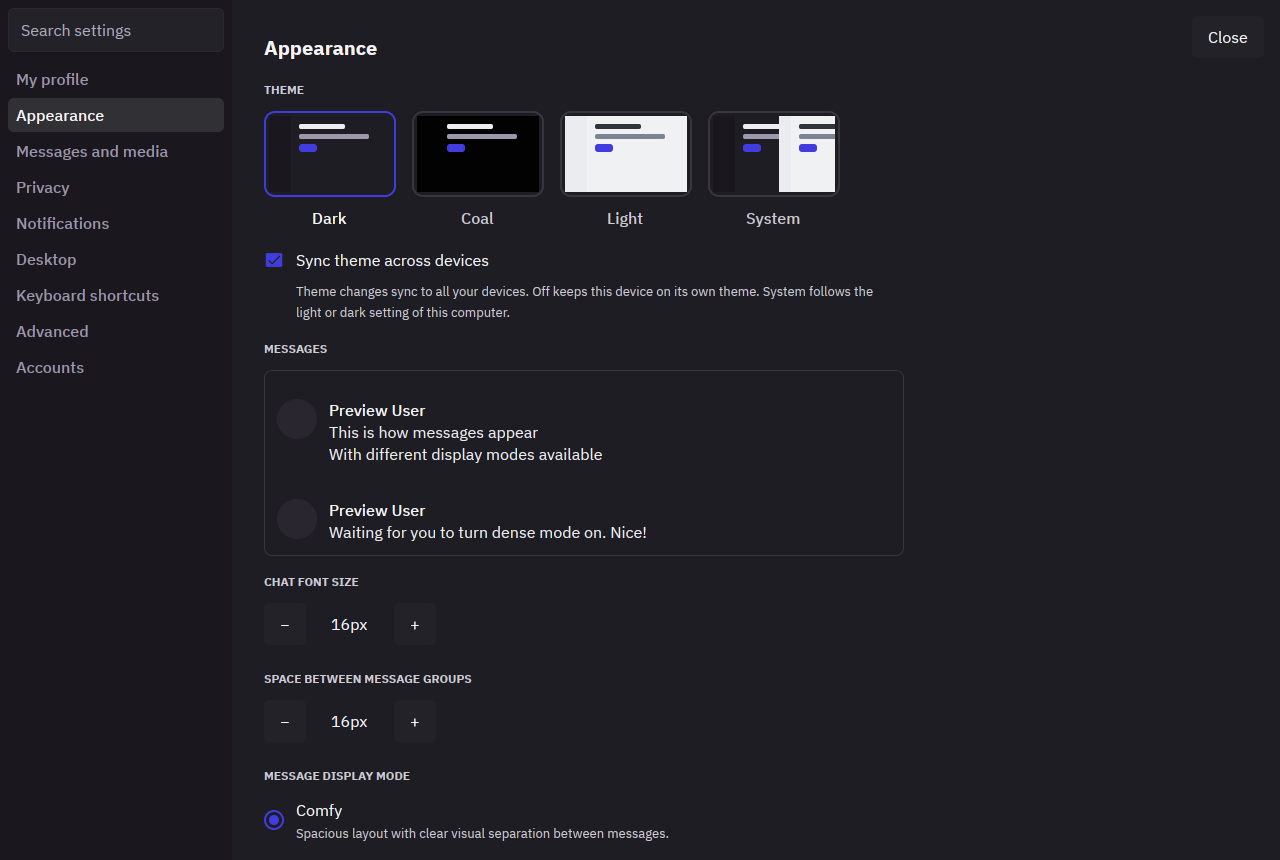 Search settings
Close
My profile
Appearance
Messages and media
Privacy
Notifications
Desktop
Keyboard shortcuts
Advanced
Accounts
Appearance
THEME
Dark
Coal
Light
System
Sync theme across devices
Theme changes sync to all your devices. Off keeps this device on its own theme. System follows the
light or dark setting of this computer.
MESSAGES
Preview User
This is how messages appear
With different display modes available
Preview User
Waiting for you to turn dense mode on. Nice!
CHAT FONT SIZE
− 16px +
SPACE BETWEEN MESSAGE GROUPS
− 16px +
MESSAGE DISPLAY MODE
Comfy
Spacious layout with clear visual separation between messages.